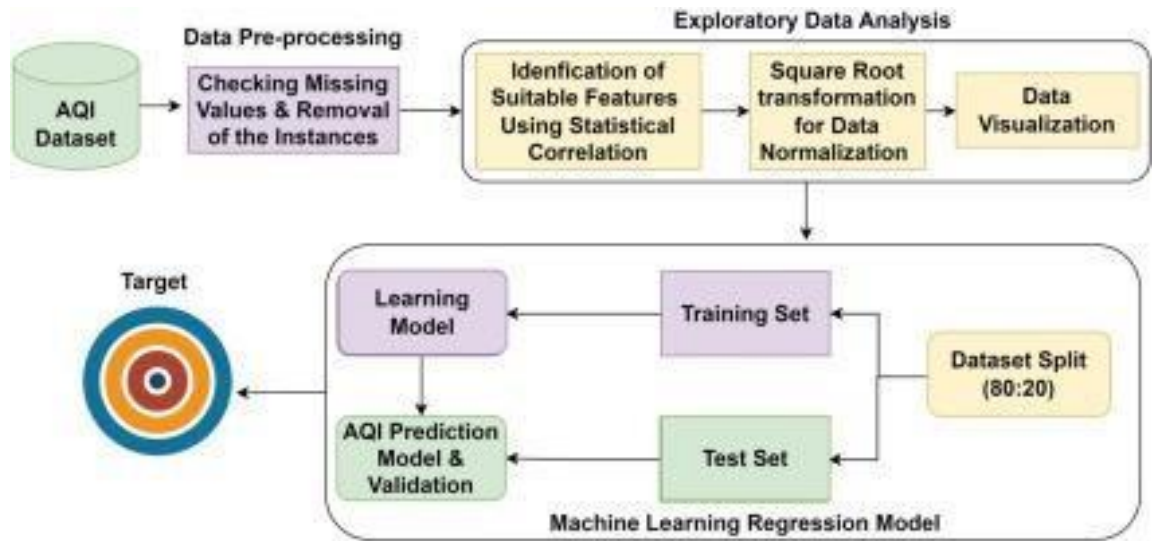 Exploratory Data Analysis
Data Pre-processing
AQI
Dataset
Checking Missing
Values & Removal
of the Instances
Idenfication of
Suitable Features
Using Statistical
Correlation
Square Root
transformation
for Data
Normalization
Data
Visualization
Target
Learning
Model
Training Set
Dataset Split
(80:20)
AQI Prediction
Model &
Validation
Test Set
Machine Learning Regression Model